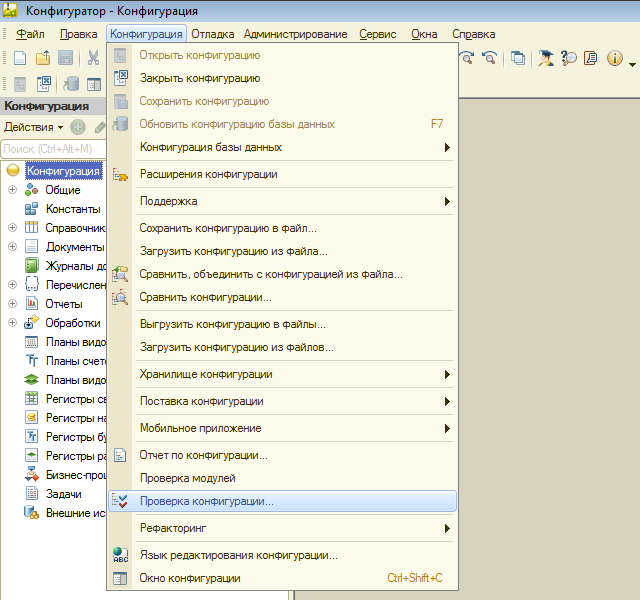 Конфигуратор - Конфигурация
Файл Правка Конфигурация Отладка Администрирование Сервис Окна Справка
Конфигурация
Действия
Поиск (Ctrl+Alt+M)
Конфигурация
Общие
Константы
Справочник
Документы
Журналы до
Перечислен
Отчеты
Обработки
Планы видо
Планы счет
Планы видо
Регистры св
Регистры на
Регистры бу
Регистры ра
Бизнес-про
Задачи
Внешние ис
Открыть конфигурацию
Закрыть конфигурацию
Сохранить конфигурацию
Обновить конфигурацию базы данных F7
Конфигурация базы данных
Расширения конфигурации
Поддержка
Сохранить конфигурацию в файл...
Загрузить конфигурацию из файла...
Сравнить, объединить с конфигурацией из файла...
Сравнить конфигурации...
Выгрузить конфигурацию в файлы...
Загрузить конфигурацию из файлов...
Хранилище конфигурации
Поставка конфигурации
Мобильное приложение
Отчет по конфигурации...
Проверка модулей
Проверка конфигурации...
Рефакторинг
ABC Язык редактирования конфигурации...
Окно конфигурации Ctrl+Shift+C